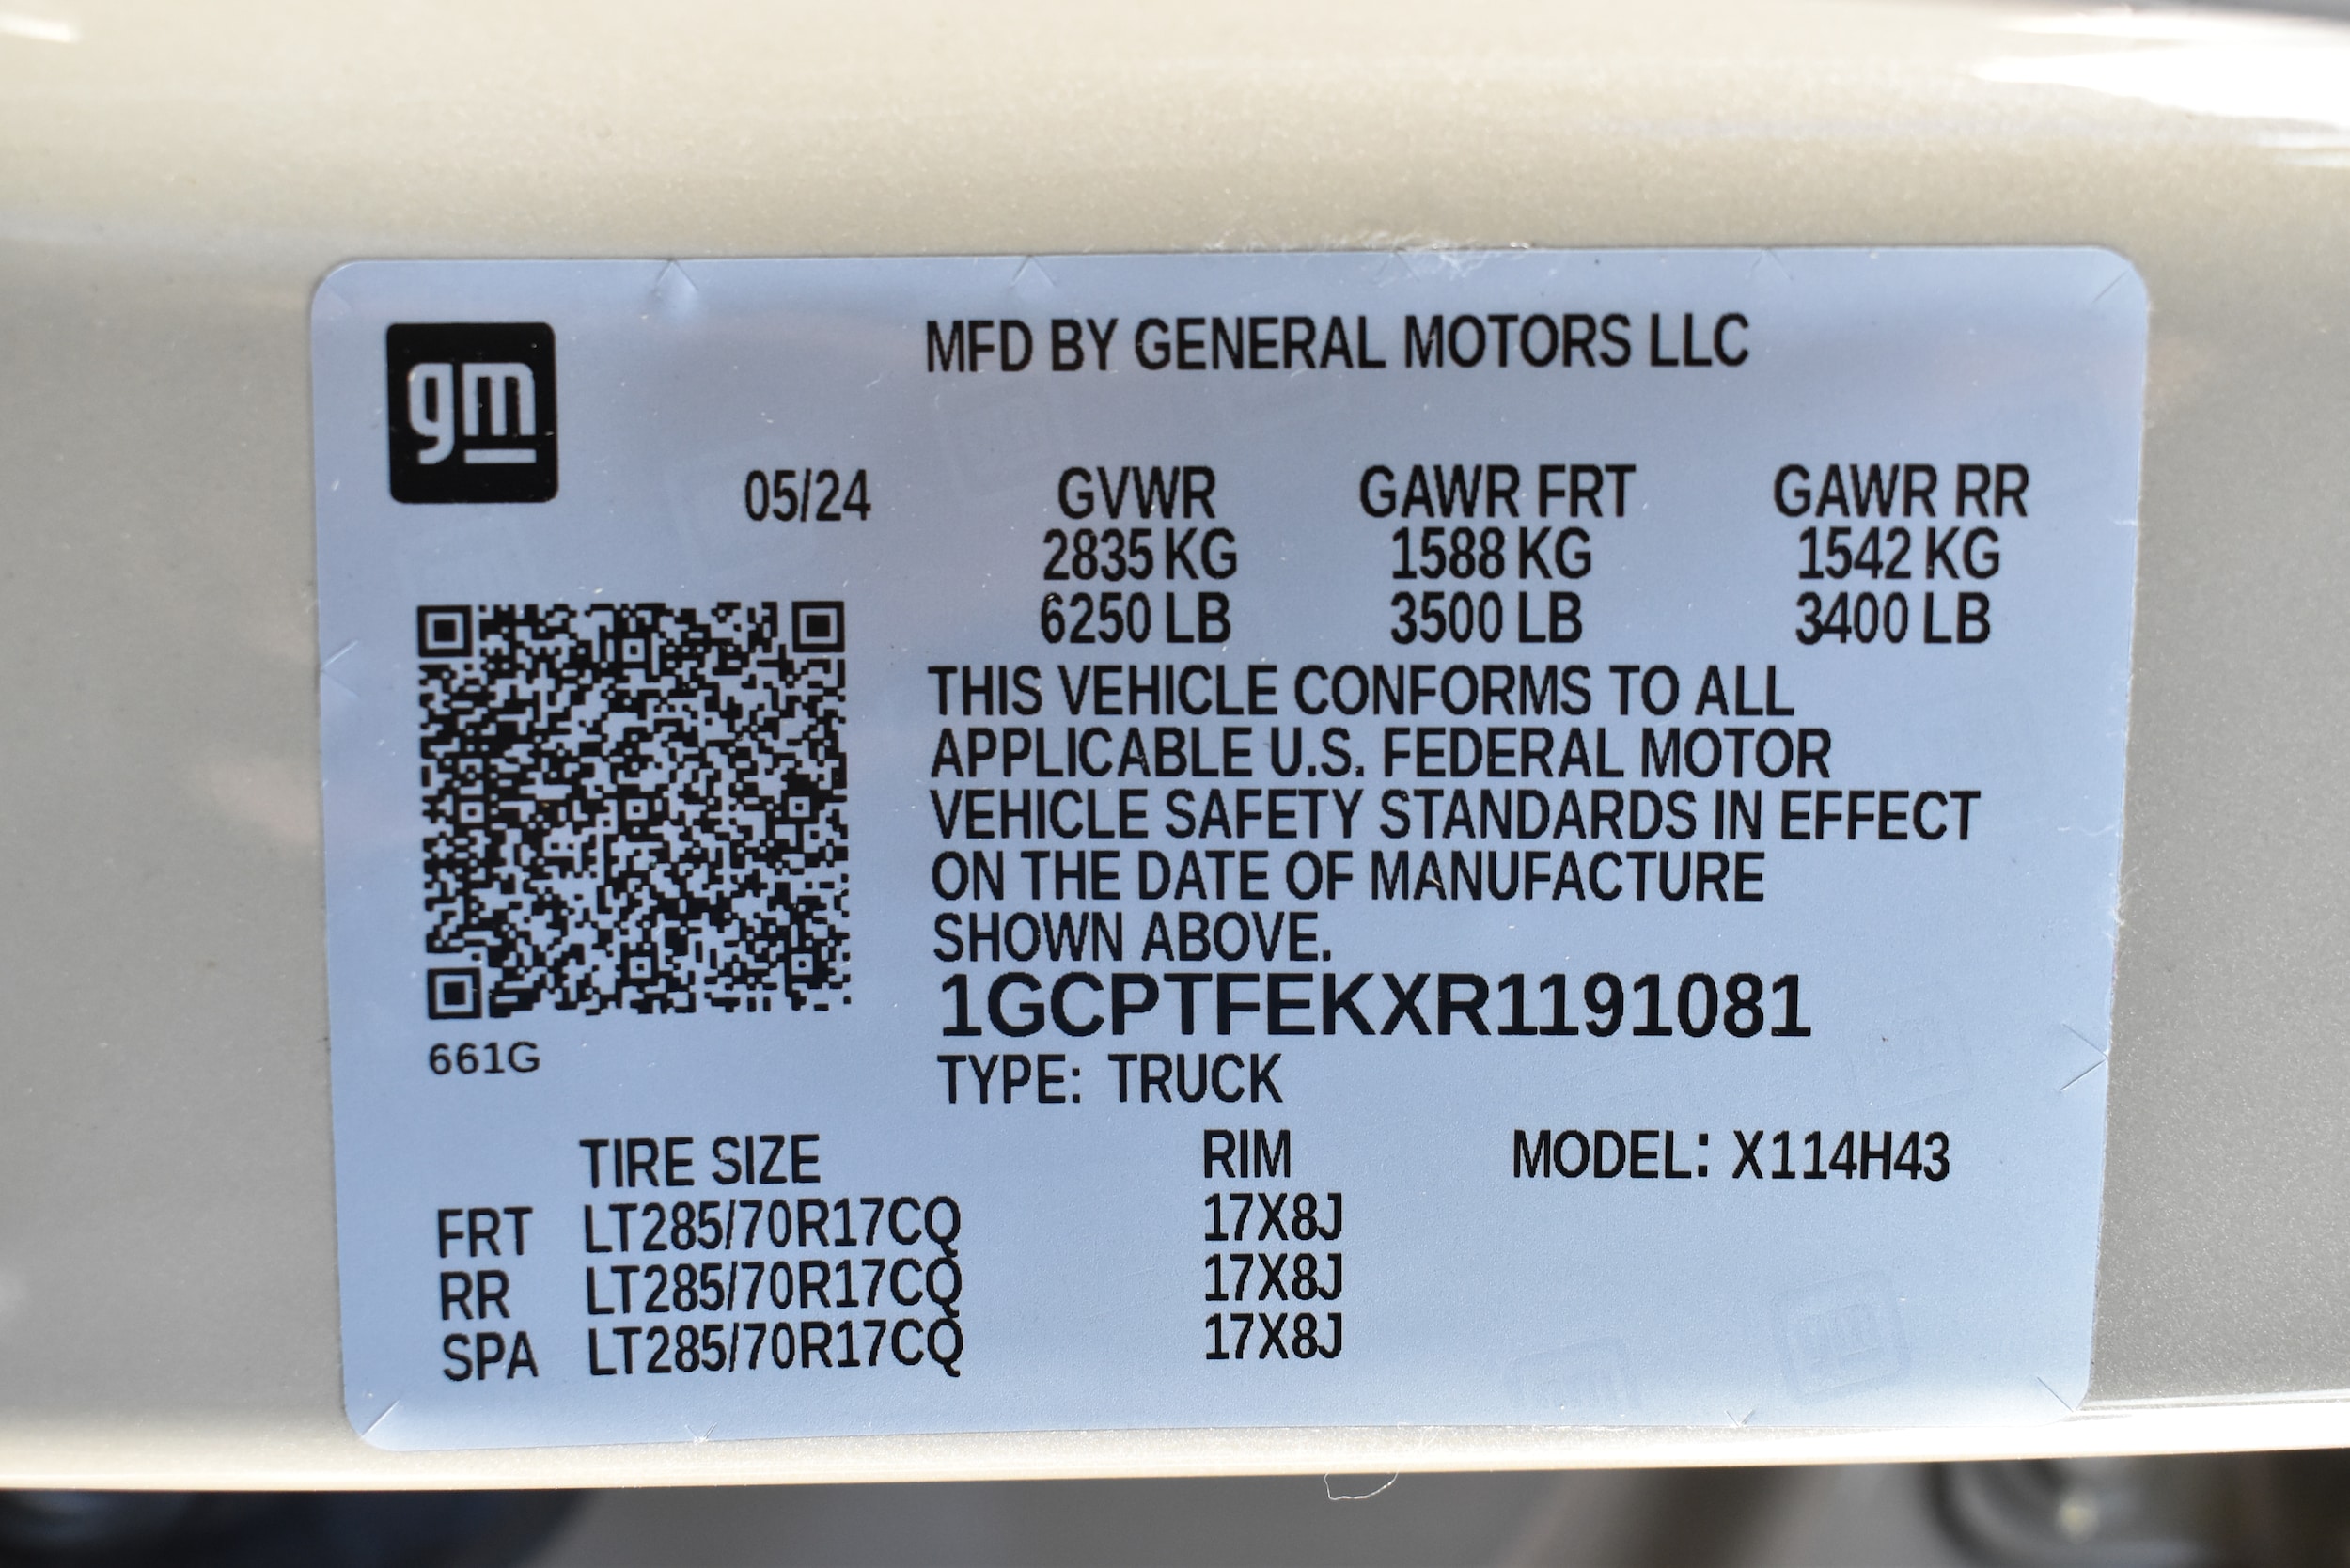 gm
MFD BY GENERAL MOTORS LLC
05/24 GVWR GAWR FRT GAWR RR
2835 KG 1588 KG 1542 KG
6250 LB 3500 LB 3400 LB
THIS VEHICLE CONFORMS TO ALL
APPLICABLE U.S. FEDERAL MOTOR
VEHICLE SAFETY STANDARDS IN EFFECT
ON THE DATE OF MANUFACTURE
SHOWN ABOVE.
1GCPTFEKXR1191081
661G
TYPE: TRUCK
TIRE SIZE RIM MODEL: X114H43
FRT LT285/70R17CQ 17X8J
RR LT285/70R17CQ 17X8J
SPA LT285/70R17CQ 17X8J